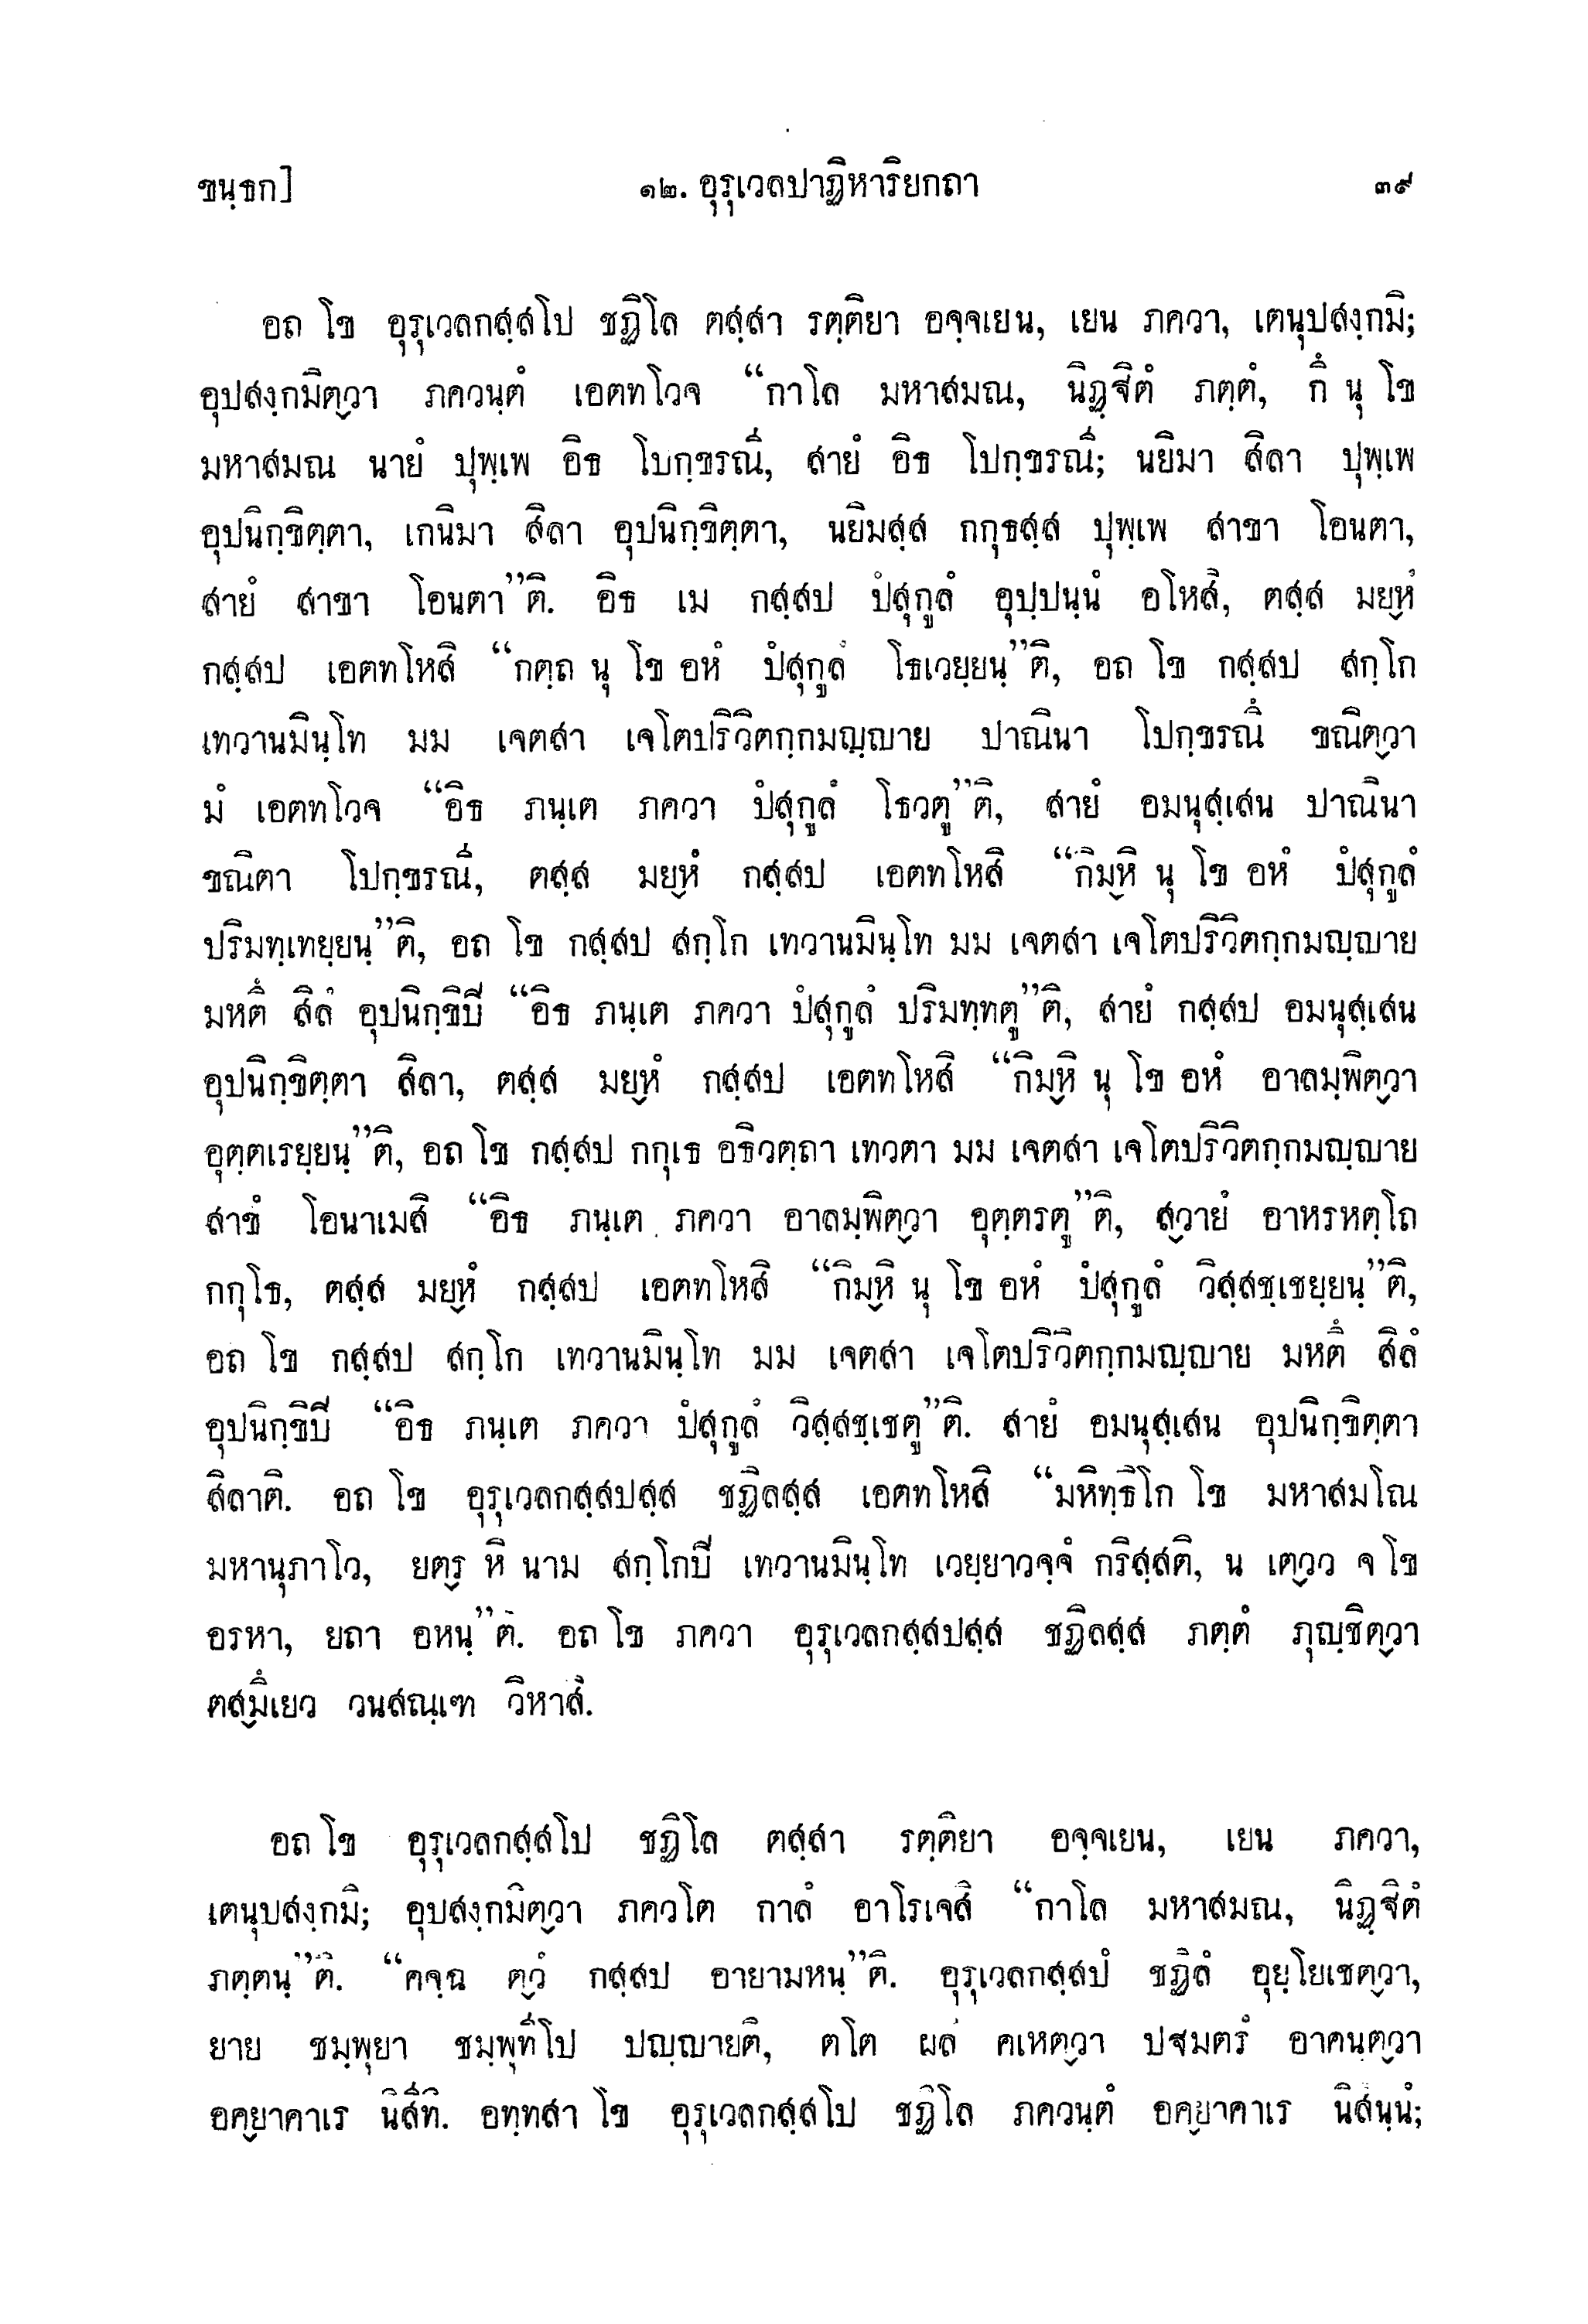 ขนฺธก]
๑๒. อุรุเวลปาฏิหาริยกถา
๓๙
อถ โข อุรุเวลกสฺสโป ชฏิโล ตสฺสา รตฺติยา อจฺจเยน, เยน ภควา, เตนุปสงฺกมิ;
อุปสงฺกมิตฺวา ภควนฺตํ เอตทโวจ “กาโล มหาสมณ, นิฏฺฐิตํ ภตฺตํ, กึ นุ โข
มหาสมณ นายํ ปุพฺเพ อิธ โบกฺขรณี, สายํ อิธ โปกฺขรณี; นยิมา สิลา ปุพฺเพ
อุปนิกฺขิตฺตา, เกนิมา สิลา อุปนิกฺขิตฺตา, นยิมสฺส กกุธสฺส ปุพฺเพ สาขา โอนตา,
สายํ สาขา โอนตา”ติ. อิธ เม กสฺสป ปํสุกูลํ อุปฺปนฺนํ อโหสิ, ตสฺส มยฺหํ
กสฺสป เอตทโหสิ “กตฺถ นุ โข อหํ ปํสุกูลํ โธเวยฺยนฺ”ติ, อถ โข กสฺสป สกฺโก
เทวานมินฺโท มม เจตสา เจโตปริวิตกฺกมญฺญาย ปาณินา โปกฺขรณึ ขณิตฺวา
มํ เอตทโวจ “อิธ ภนฺเต ภควา ปํสุกูลํ โธวตู”ติ, สายํ อมนุสฺเสน ปาณินา
ขณิตา โปกฺขรณี, ตสฺส มยฺหํ กสฺสป เอตทโหสิ “กิมฺหิ นุ โข อหํ ปํสุกูลํ
ปริมทฺเทยฺยนฺ”ติ, อถ โข กสฺสป สกฺโก เทวานมินฺโท มม เจตสา เจโตปริวิตกฺกมญฺญาย
มหตึ สิลํ อุปนิกฺขิปิ “อิธ ภนฺเต ภควา ปํสุกูลํ ปริมทฺทตู”ติ, สายํ กสฺสป อมนุสฺเสน
อุปนิกฺขิตฺตา สิลา, ตสฺส มยฺหํ กสฺสป เอตทโหสิ “กิมฺหิ นุ โข อหํ อาลมฺพิตฺวา
อุตฺตเรยฺยนฺ”ติ, อถ โข กสฺสป กกุเธ อธิวตฺถา เทวตา มม เจตสา เจโตปริวิตกฺกมญฺญาย
สาขํ โอนาเมสิ “อิธ ภนฺเต ภควา อาลมฺพิตฺวา อุตฺตรตู”ติ, สฺวายํ อาหรหตฺโถ
กกุโธ, ตสฺส มยฺหํ กสฺสป เอตทโหสิ “กิมฺหิ นุ โข อหํ ปํสุกูลํ วิสฺสชฺเชยฺยนฺ”ติ,
อถ โข กสฺสป สกฺโก เทวานมินฺโท มม เจตสา เจโตปริวิตกฺกมญฺญาย มหตึ สิลํ
อุปนิกฺขิปิ “อิธ ภนฺเต ภควา ปํสุกูลํ วิสฺสชฺเชตู”ติ. สายํ อมนุสฺเสน อุปนิกฺขิตฺตา
สิลาติ. อถ โข อุรุเวลกสฺสปสฺส ชฏิลสฺส เอตทโหสิ “มหิทฺธิโก โข มหาสมโณ
มหานุภาโว, ยตฺร หิ นาม สกฺโกปิ เทวานมินฺโท เวยฺยาวจฺจํ กริสฺสติ, น เตฺวว จ โข
อรหา, ยถา อหนฺ”ติ. อถ โข ภควา อุรุเวลกสฺสปสฺส ชฏิลสฺส ภตฺตํ ภุญฺชิตฺวา
ตสฺมึเยว วนสณฺเฑ วิหาสิ.
อถ โข อุรุเวลกสฺสโป ชฏิโล ตสฺสา รตฺติยา อจฺจเยน, เยน ภควา,
เตนุปสงฺกมิ; อุปสงฺกมิตฺวา ภควโต กาลํ อาโรเจสิ “กาโล มหาสมณ, นิฏฺฐิตํ
ภตฺตนฺ”ติ. “คจฺฉ ตฺวํ กสฺสป อายามหนฺ”ติ. อุรุเวลกสฺสปํ ชฏิลํ อุยฺโยเชตฺวา,
ยาย ชมฺพุยา ชมฺพุทีโป ปญฺญายติ, ตโต ผลํ คเหตฺวา ปฐมตรํ อาคนฺตฺวา
อคฺยาคาเร นิสีทิ. อทฺทสา โข อุรุเวลกสฺสโป ชฏิโล ภควนฺตํ อคฺยาคาเร นิสินฺนํ;